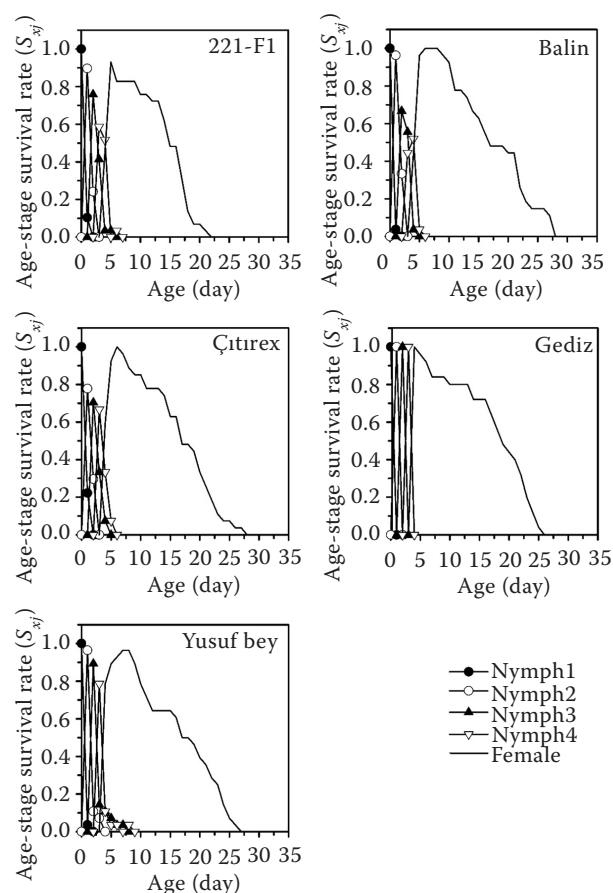 221-F1
Age-stage survival rate (Sxj)
1.0
0.8
0.6
0.4
0.2
0.0
0 5 10 15 20 25 30 35
Age (day)
Balin
Age-stage survival rate (Sxj)
1.0
0.8
0.6
0.4
0.2
0.0
0 5 10 15 20 25 30 35
Age (day)
Çıtırex
Age-stage survival rate (Sxj)
1.0
0.8
0.6
0.4
0.2
0.0
0 5 10 15 20 25 30 35
Age (day)
Gediz
Age-stage survival rate (Sxj)
1.0
0.8
0.6
0.4
0.2
0.0
0 5 10 15 20 25 30 35
Age (day)
Yusuf bey
Age-stage survival rate (Sxj)
1.0
0.8
0.6
0.4
0.2
0.0
0 5 10 15 20 25 30 35
Age (day)
Nymph1
Nymph2
Nymph3
Nymph4
Female